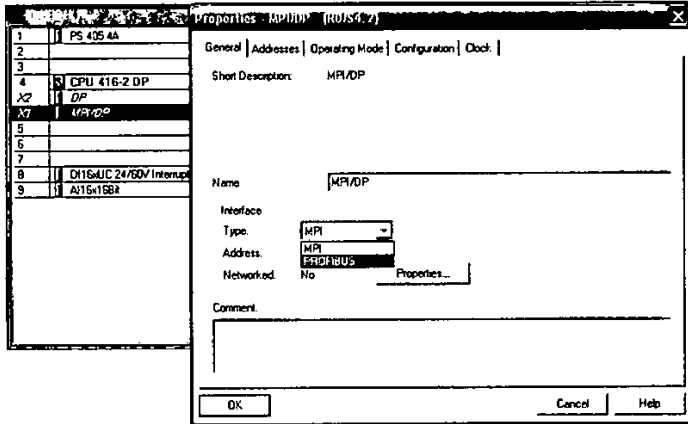 Properties - MPI/DP (R0/S4.2)
1 PS 405 4A
2
3
4 CPU 416-2 DP
X2 DP
X1 MPI/DP
5
6
7
8 DI16xUC 24/60V Interrupt
9 AI16x16Bit
General Addresses Operating Mode Configuration Clock
Short Description: MPI/DP
Name MPI/DP
Interface
Type: MPI
MPI
PROFIBUS
Address:
Networked: No Properties...
Comment:
OK Cancel Help